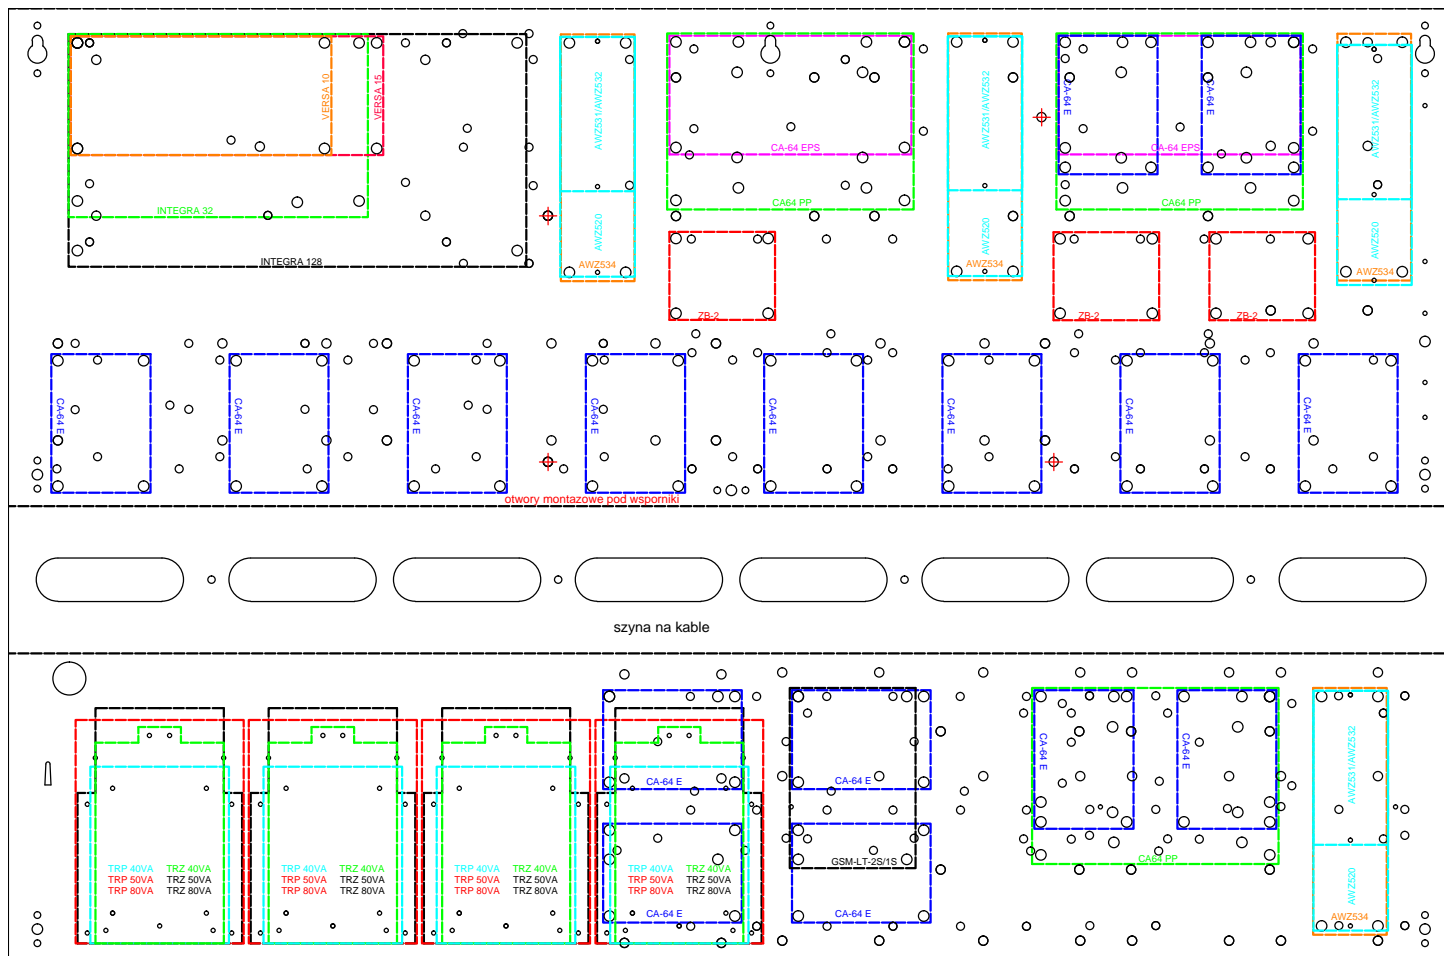 VERSA 10
VERSA 15
INTEGRA 32
INTEGRA 128
AWZ531/AWZ532
AWZ520
AWZ534
CA-64 EPS
CA64 PP
ZB-2
AWZ531/AWZ532
AWZ520
AWZ534
CA-64 E
CA-64 E
CA-64 EPS
CA64 PP
ZB-2
ZB-2
AWZ531/AWZ532
AWZ520
AWZ534
CA-64 E
CA-64 E
CA-64 E
CA-64 E
CA-64 E
CA-64 E
CA-64 E
CA-64 E
otwory montazowe pod wsporniki
szyna na kable
TRP 40VA TRZ 40VA
TRP 50VA TRZ 50VA
TRP 80VA TRZ 80VA
TRP 40VA TRZ 40VA
TRP 50VA TRZ 50VA
TRP 80VA TRZ 80VA
TRP 40VA TRZ 40VA
TRP 50VA TRZ 50VA
TRP 80VA TRZ 80VA
CA-64 E
TRP 40VA TRZ 40VA
TRP 50VA TRZ 50VA
TRP 80VA TRZ 80VA
CA-64 E
CA-64 E
GSM-LT-2S/1S
CA-64 E
CA-64 E
CA-64 E
CA64 PP
AWZ531/AWZ532
AWZ520
AWZ534